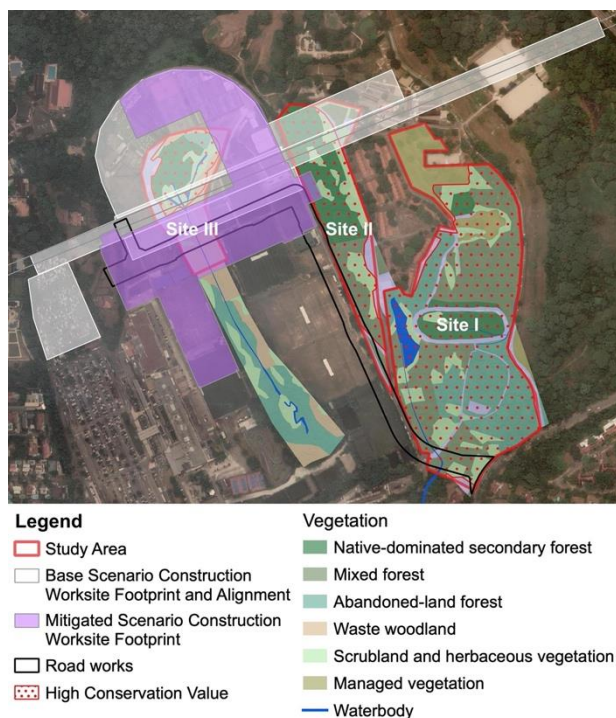 Site III
Site II
Site I
Legend
Study Area
Base Scenario Construction
Worksite Footprint and Alignment
Mitigated Scenario Construction
Worksite Footprint
Road works
High Conservation Value
Vegetation
Native-dominated secondary forest
Mixed forest
Abandoned-land forest
Waste woodland
Scrubland and herbaceous vegetation
Managed vegetation
Waterbody